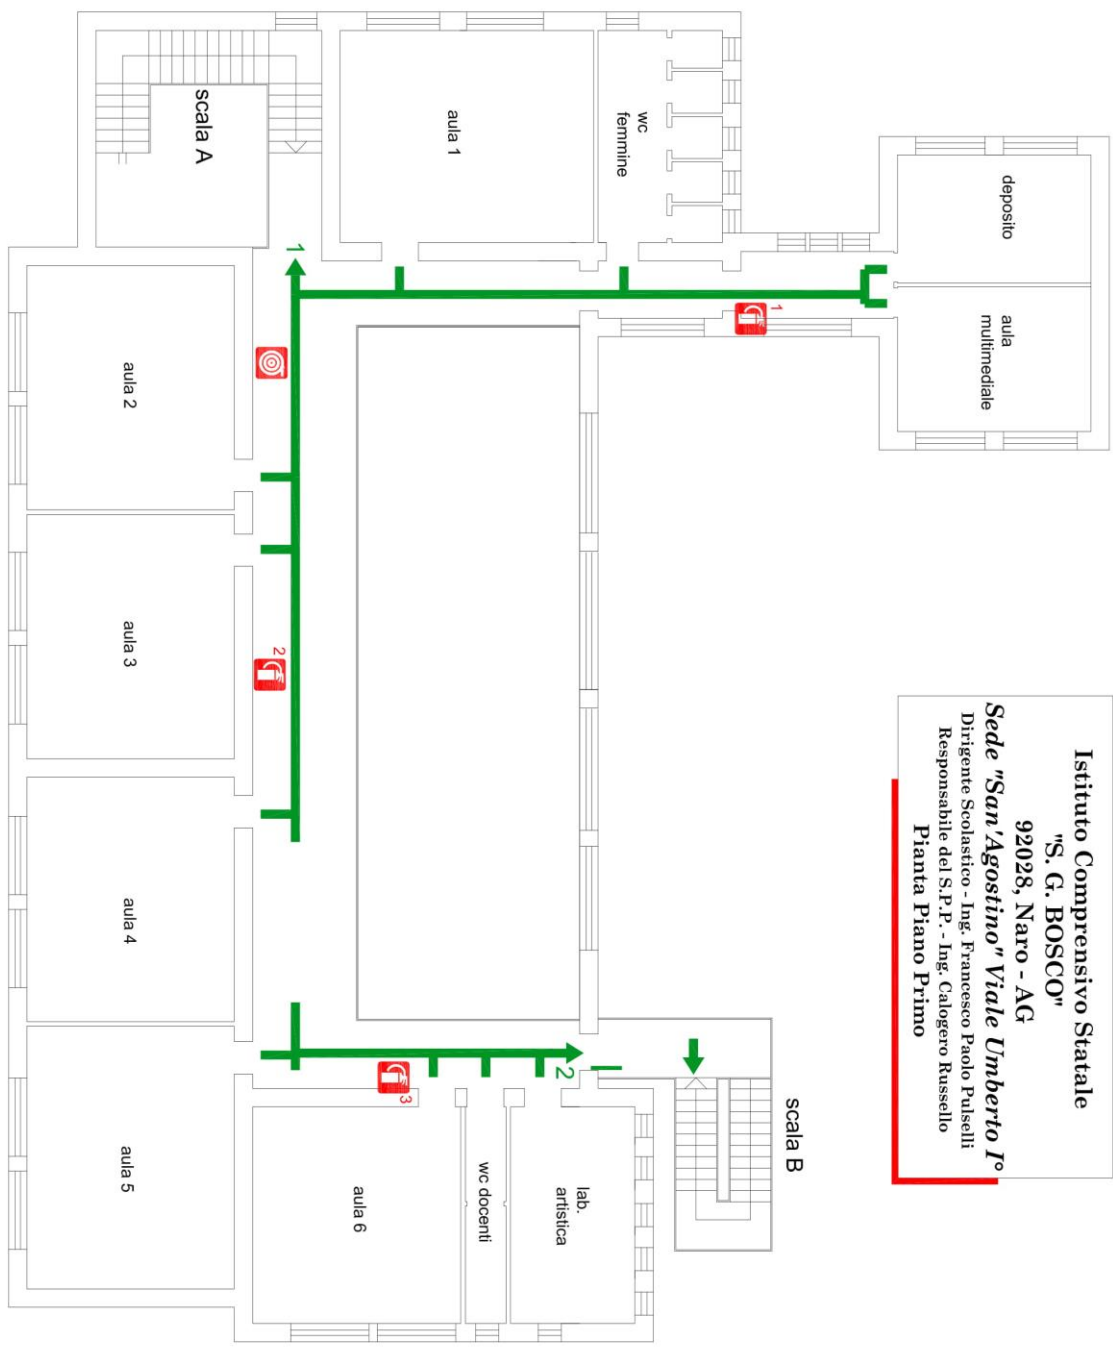 Istituto Comprensivo Statale
"S. G. BOSCO"
92028, Naro - AG
Sede "San'Agostino" Viale Umberto I°
Dirigente Scolastico - Ing. Francesco Paolo Pulselli
Responsabile del S.P.P. - Ing. Calogero Russello
Pianta Piano Primo
deposito
aula
multimediale
wc
femmine
aula 1
scala A
1
1
aula 2
aula 3
2
aula 4
aula 5
aula 6
3
wc docenti
lab.
artistica
2
scala B